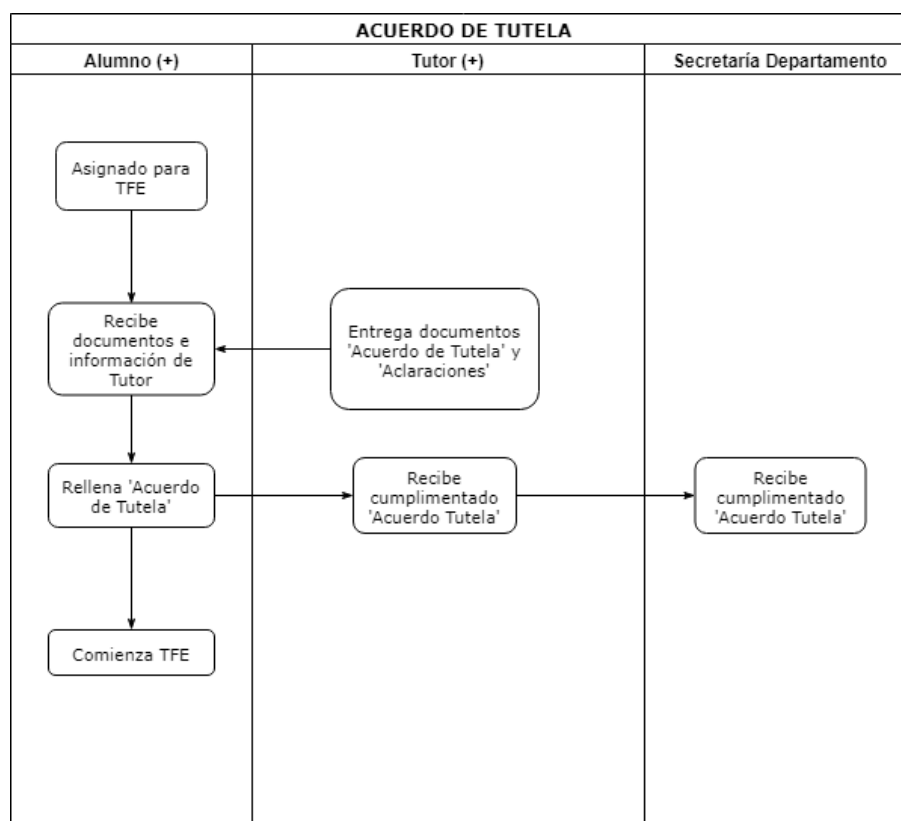 ACUERDO DE TUTELA
Alumno (+)
Tutor (+)
Secretaría Departamento
Asignado para
TFE
Recibe
documentos e
información de
Tutor
Entrega documentos
'Acuerdo de Tutela' y
'Aclaraciones'
Rellena 'Acuerdo
de Tutela'
Recibe
cumplimentado
'Acuerdo Tutela'
Recibe
cumplimentado
'Acuerdo Tutela'
Comienza TFE